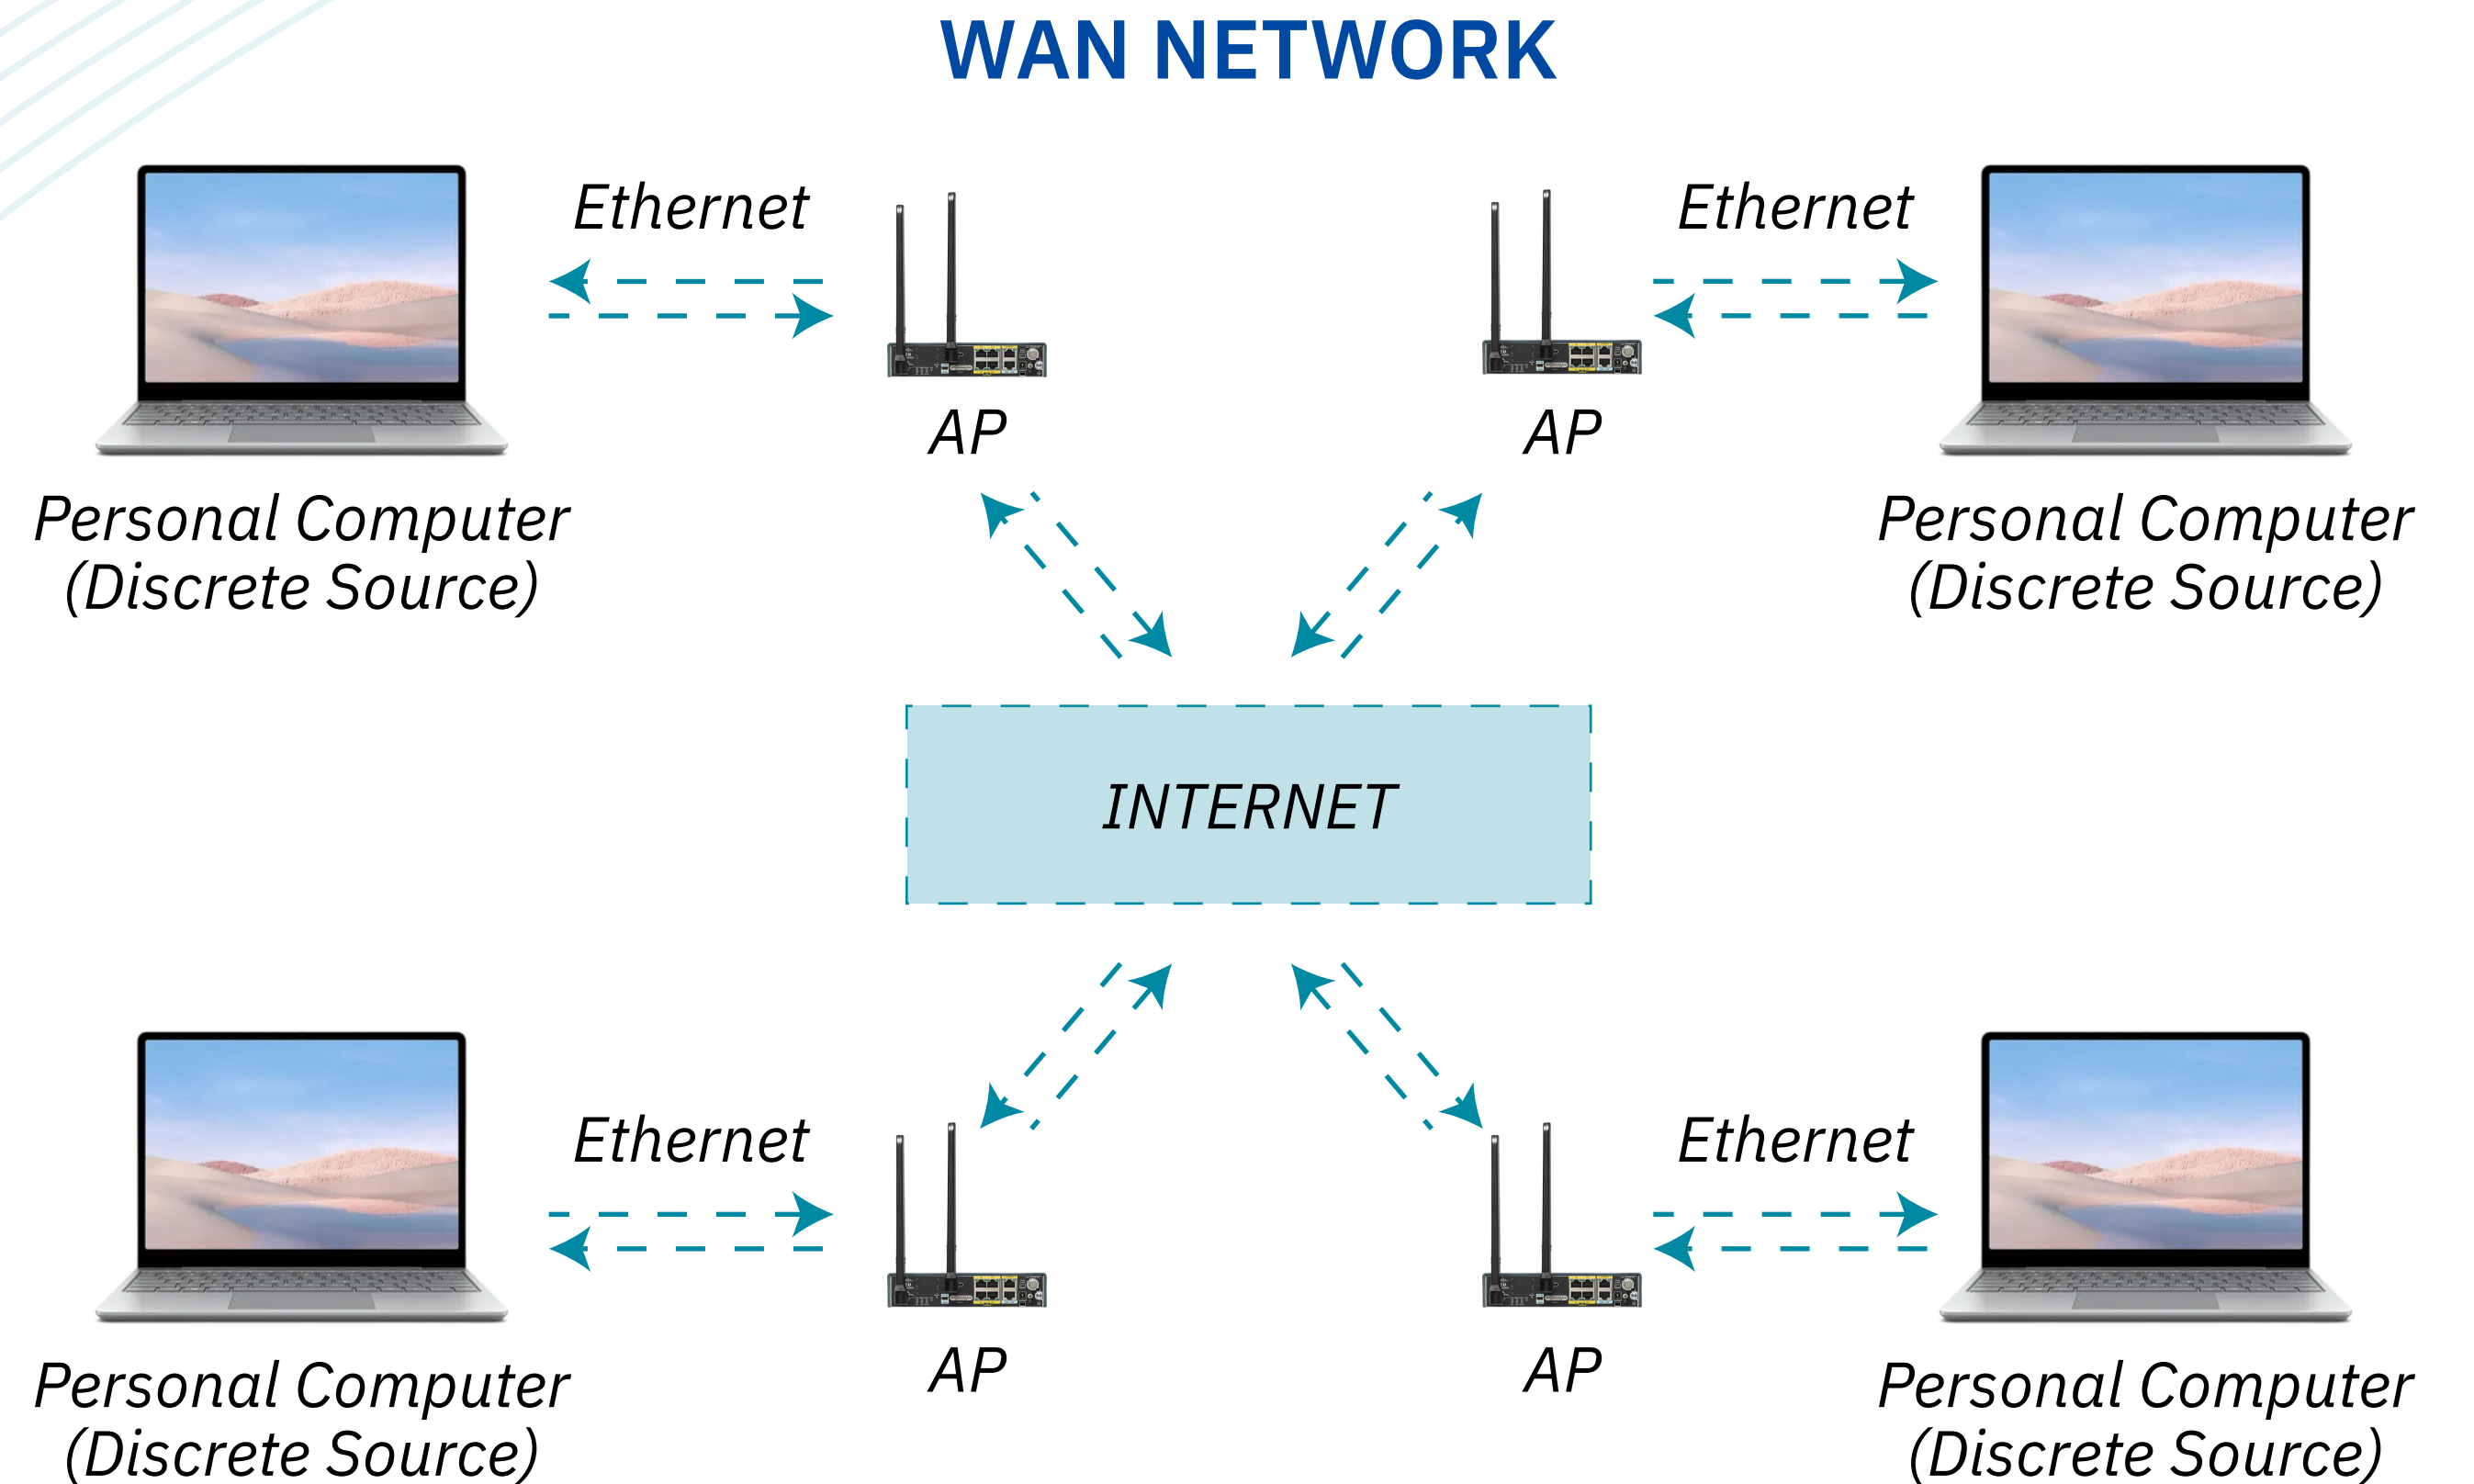 WAN NETWORK
Ethernet
Ethernet
AP
AP
Personal Computer
(Discrete Source)
Personal Computer
(Discrete Source)
INTERNET
Ethernet
Ethernet
AP
AP
Personal Computer
(Discrete Source)
Personal Computer
(Discrete Source)